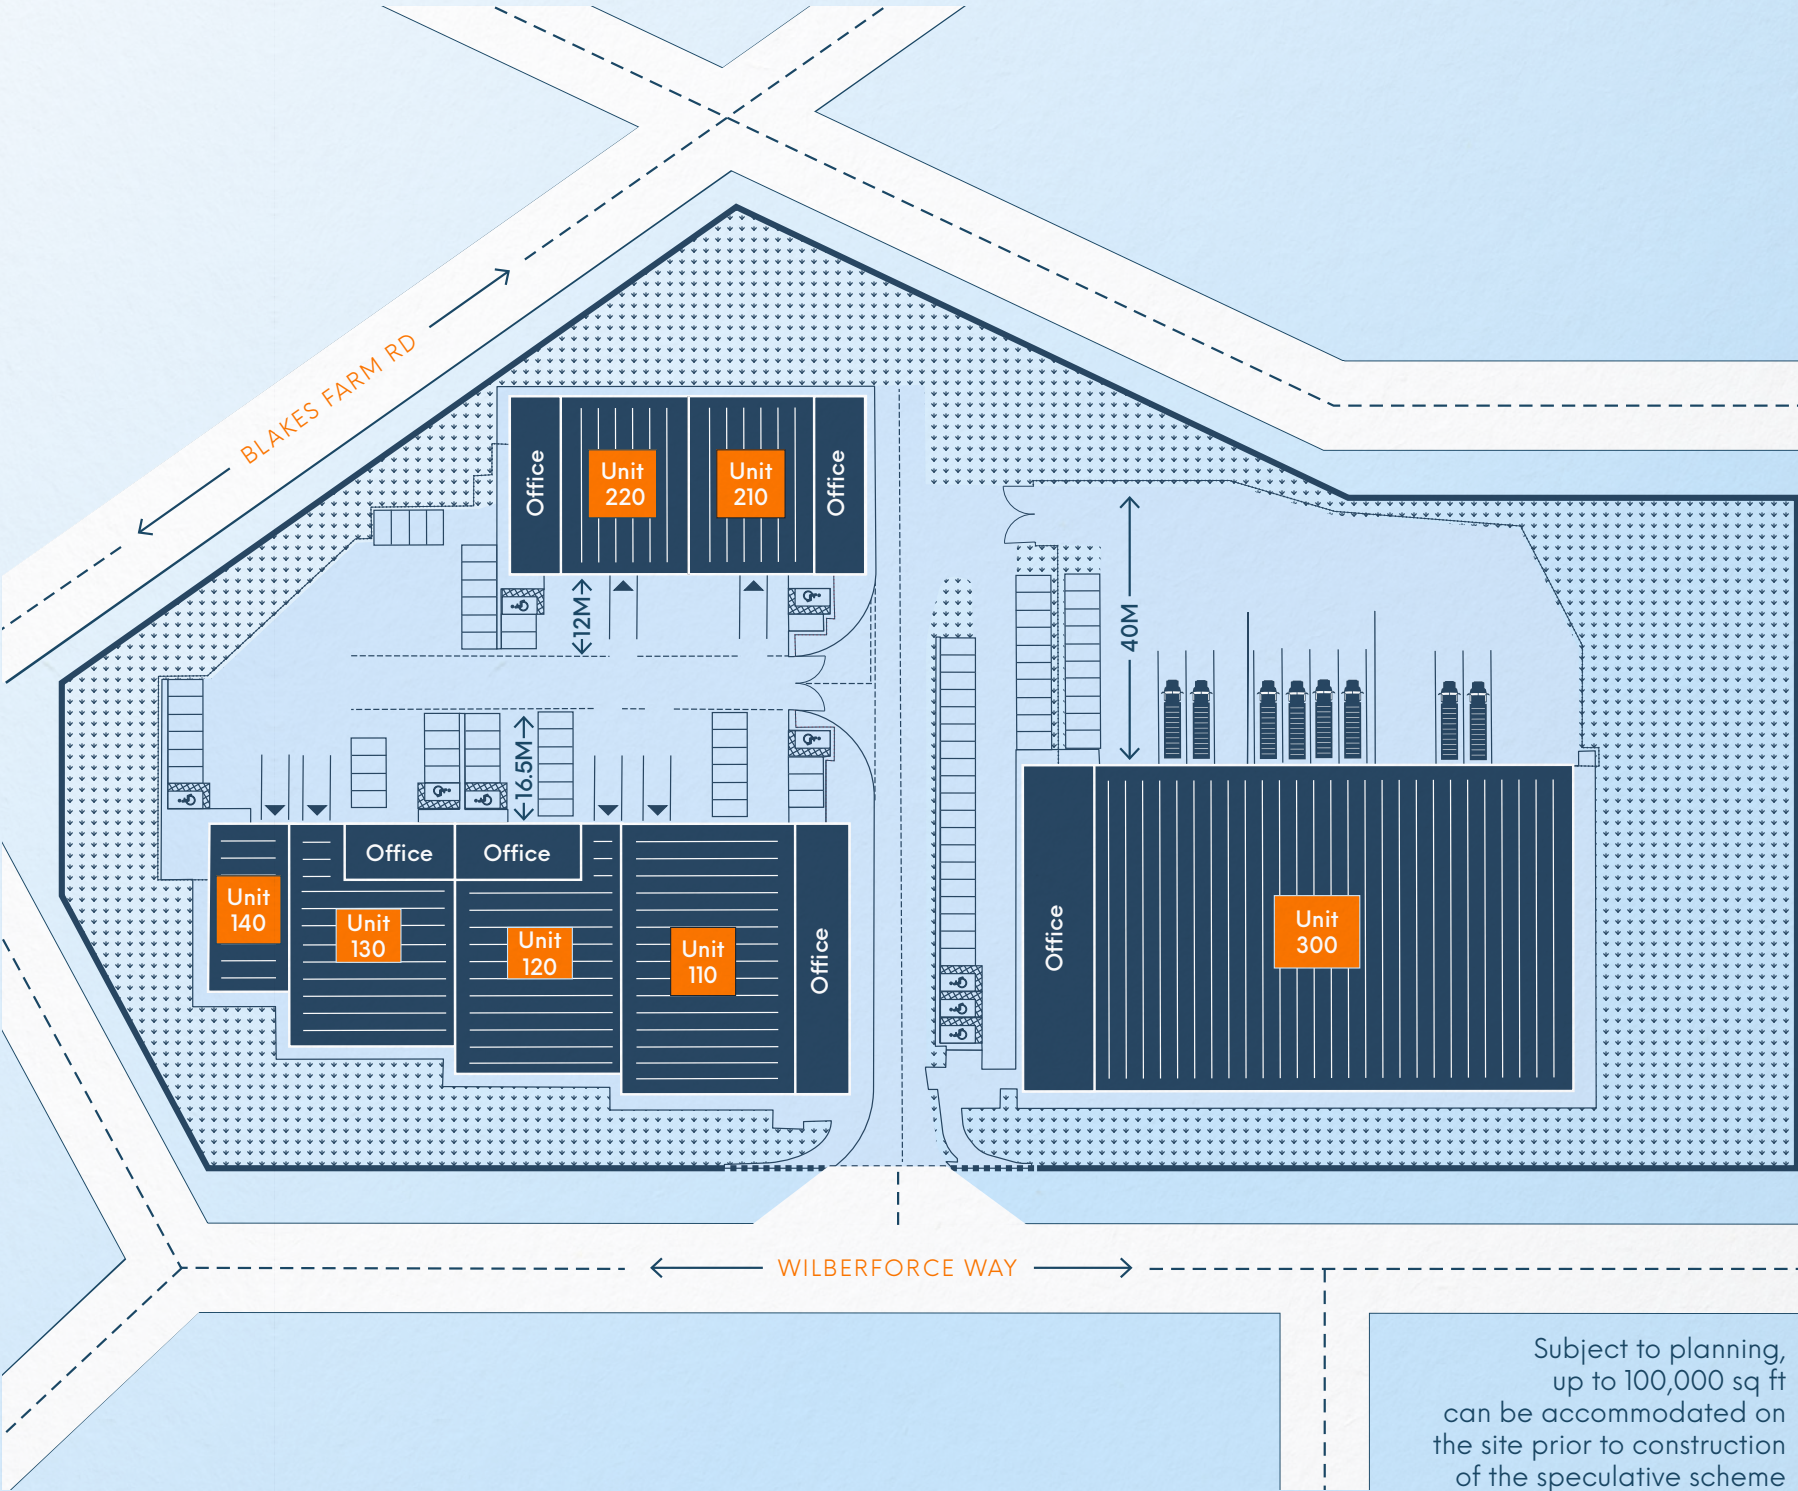 BLAKES FARM RD
Office
Unit
220
Unit
210
Office
12M
40M
16.5M
Office
Office
Unit
140
Unit
130
Unit
120
Unit
110
Office
Office
Unit
300
WILBERFORCE WAY
Subject to planning,
up to 100,000 sq ft
can be accommodated on
the site prior to construction
of the speculative scheme